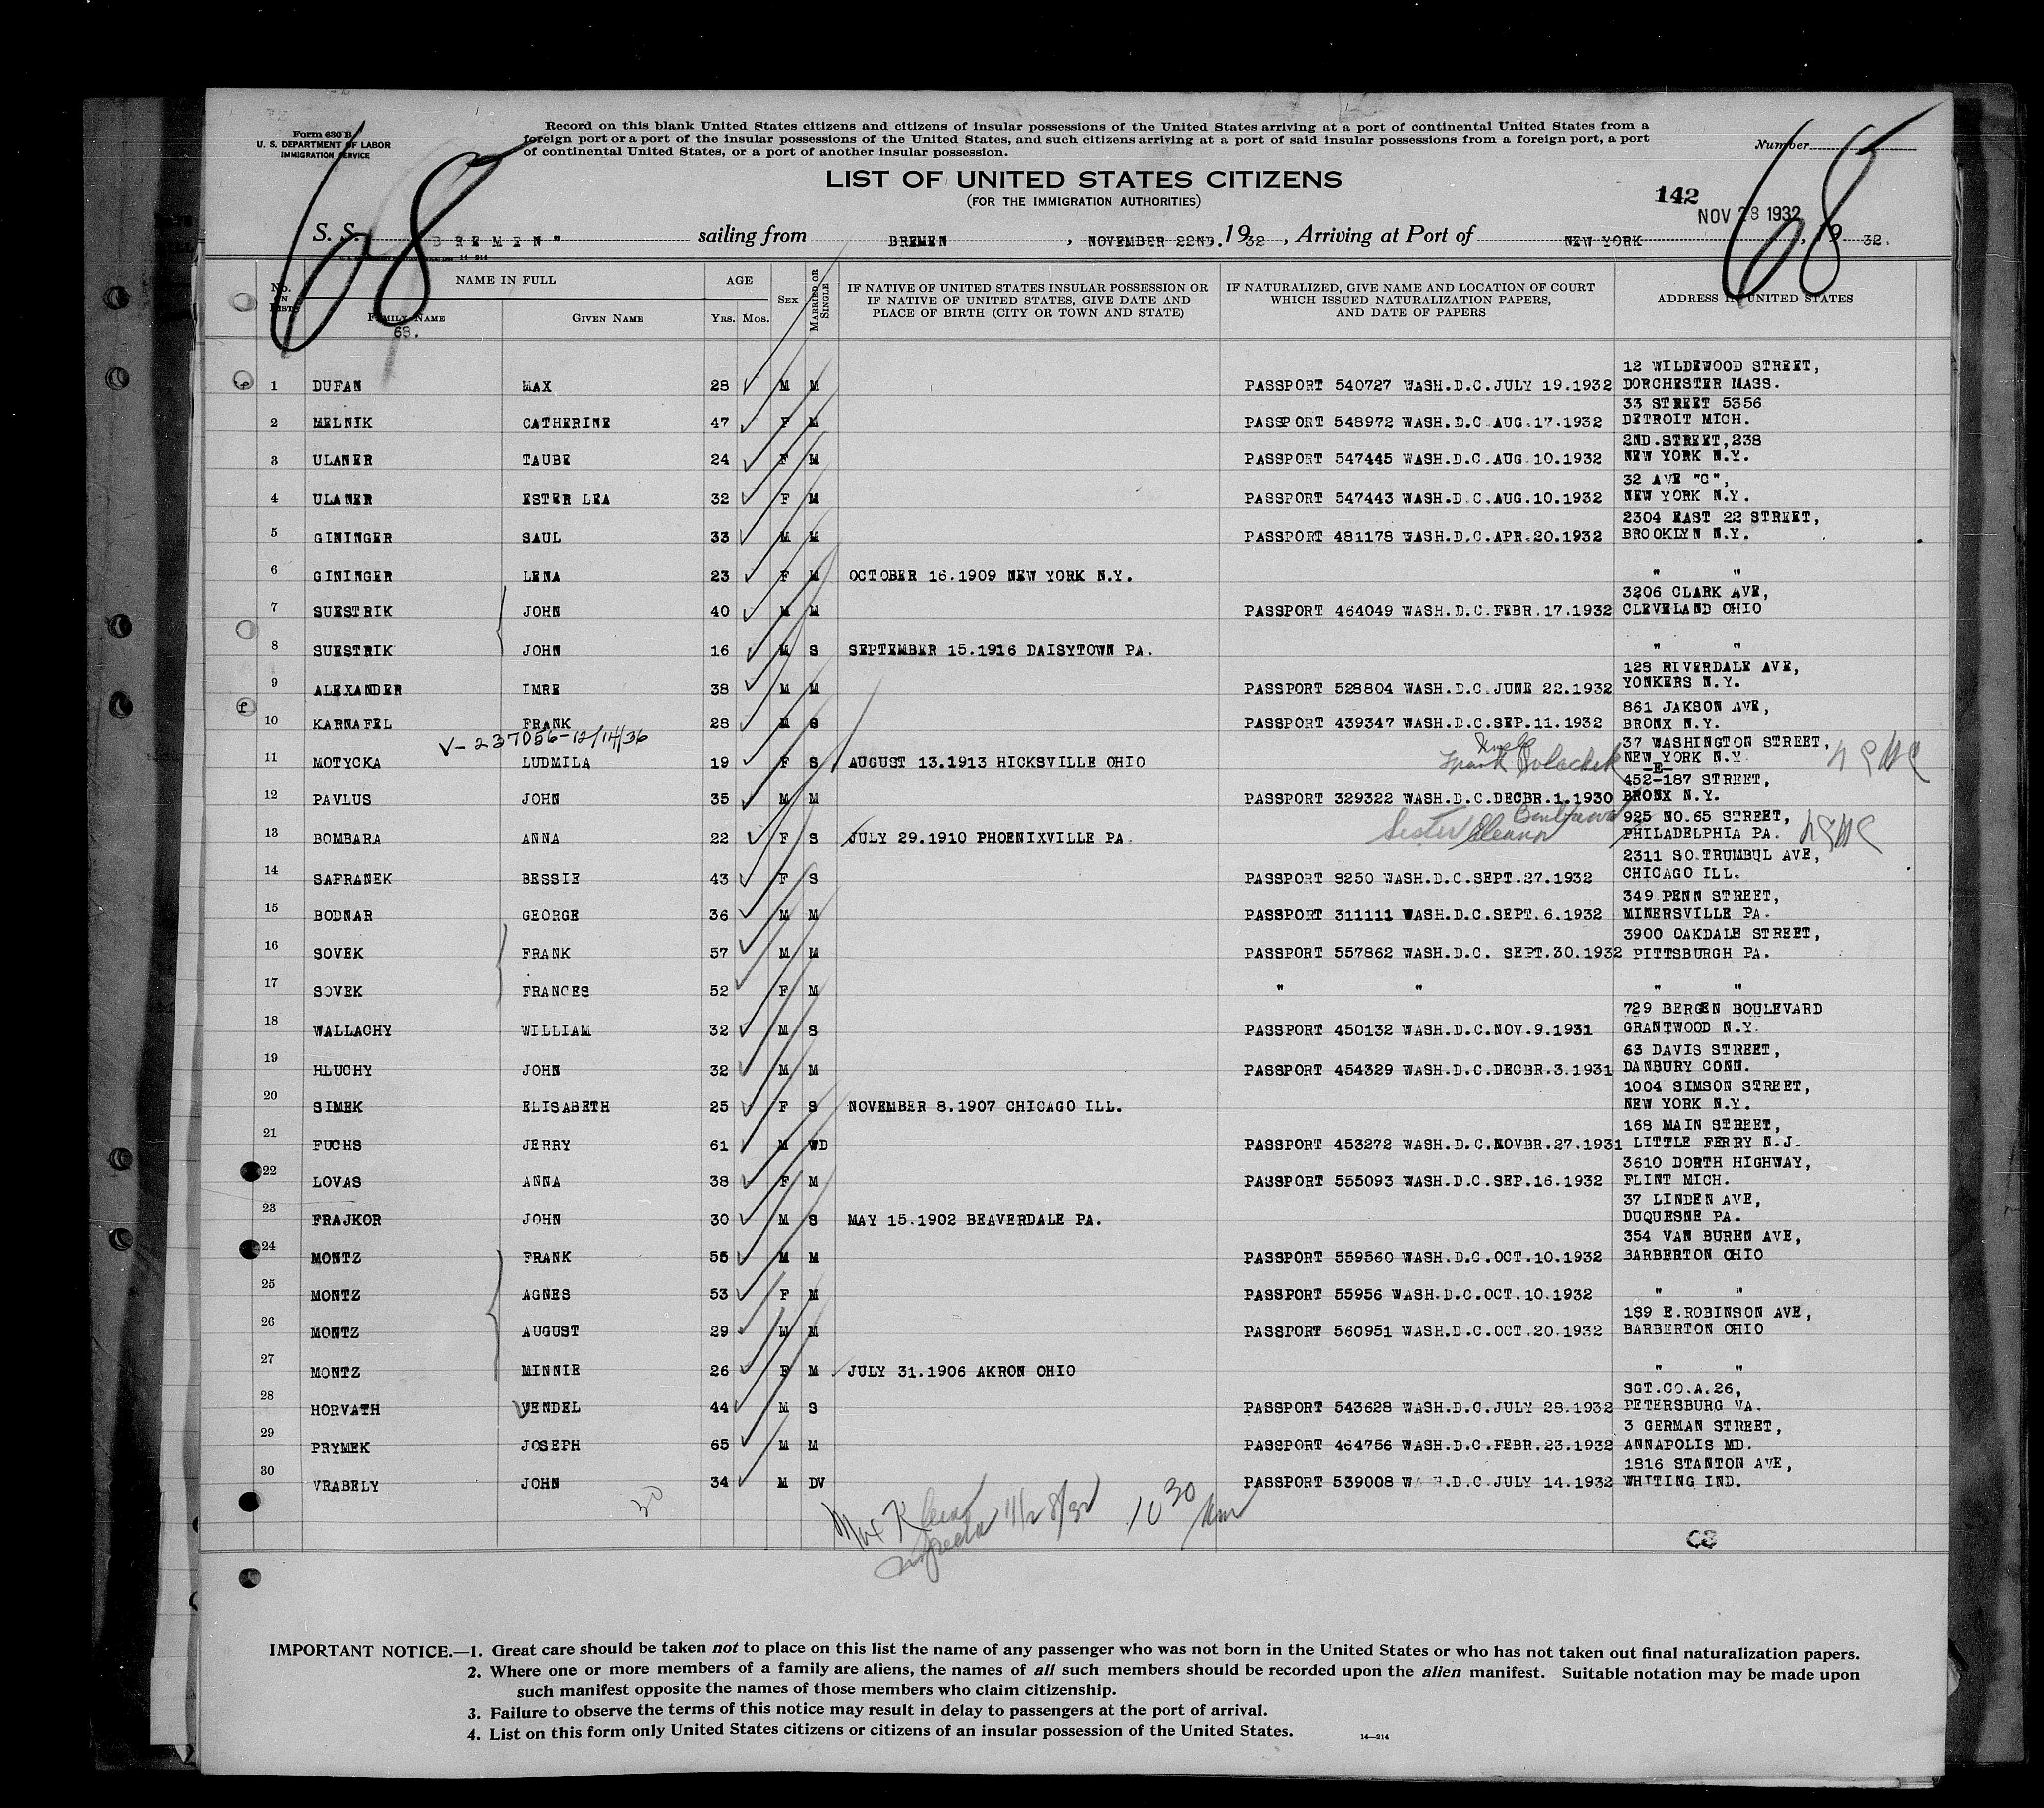 Form 630 B
U. S. DEPARTMENT OF LABOR
IMMIGRATION SERVICE
Record on this blank United States citizens and citizens of insular possessions of the United States arriving at a port of continental United States from a
foreign port or a port of the insular possessions of the United States, and such citizens arriving at a port of said insular possessions from a foreign port, a port
of continental United States, or a port of another insular possession.
Number
68
68
LIST OF UNITED STATES CITIZENS
(FOR THE IMMIGRATION AUTHORITIES)
142
NOV 28 1932
S. S. BREMEN" sailing from BREMEN, NOVEMBER 22ND. 1932, Arriving at Port of NEW YORK, 1932.
14-214
No. on List NAME IN FULL AGE Sex Married or Single IF NATIVE OF UNITED STATES INSULAR POSSESSION OR IF NATIVE OF UNITED STATES, GIVE DATE AND PLACE OF BIRTH (CITY OR TOWN AND STATE) IF NATURALIZED, GIVE NAME AND LOCATION OF COURT WHICH ISSUED NATURALIZATION PAPERS, AND DATE OF PAPERS ADDRESS IN UNITED STATES
Family Name Given Name Yrs. Mos.
68.
12 WILDEWOOD STREET,
1 DUFAN MAX 28 M M PASSPORT 540727 WASH.D.C.JULY 19.1932 DORCHESTER MASS.
33 STREET 5356
2 MELNIK CATHERINE 47 F M PASSPORT 548972 WASH.D.C.AUG.17.1932 DETROIT MICH.
2ND.STREET,238
3 ULANER TAUBE 24 F M PASSPORT 547445 WASH.D.C.AUG.10.1932 NEW YORK N.Y.
32 AVE "C",
4 ULANER ESTER LEA 32 F M PASSPORT 547443 WASH.D.C.AUG.10.1932 NEW YORK N.Y.
2304 EAST 22 STREET,
5 GININGER SAUL 33 M M PASSPORT 481178 WASH.D.C.APR.20.1932 BROOKLYN N.Y.
6 GININGER LENA 23 F M OCTOBER 16.1909 NEW YORK N.Y. " "
3206 CLARK AVE,
7 SUESTRIK JOHN 40 M M PASSPORT 464049 WASH.D.C.FEBR.17.1932 CLEVELAND OHIO
8 SUESTRIK JOHN 16 M S SEPTEMBER 15.1916 DAISYTOWN PA. " "
128 RIVERDALE AVE,
9 ALEXANDER IMRE 38 M M PASSPORT 528804 WASH.D.C.JUNE 22.1932 YONKERS N.Y.
861 JAKSON AVE,
10 KARNAFEL FRANK 28 M S PASSPORT 439347 WASH.D.C.SEP.11.1932 BRONX N.Y.
V-237056-12/14/36 Uncle 37 WASHINGTON STREET,
11 MOTYCKA LUDMILA 19 F S AUGUST 13.1913 HICKSVILLE OHIO Frank NEW YORK N.Y.
-E-
452-187 STREET,
12 PAVLUS JOHN 35 M M PASSPORT 329322 WASH.D.C.DECBR.1.1930 BRONX N.Y.
925 NO.65 STREET,
13 BOMBARA ANNA 22 F S JULY 29.1910 PHOENIXVILLE PA. Sister Eleanor PHILADELPHIA PA.
2311 SO.TRUMBUL AVE,
14 SAFRANEK BESSIE 43 F S PASSPORT 8250 WASH.D.C.SEPT.27.1932 CHICAGO ILL.
349 PENN STREET,
15 BODNAR GEORGE 36 M M PASSPORT 311111 WASH.D.C.SEPT.6.1932 MINERSVILLE PA.
3900 OAKDALE STREET,
16 SOVEK FRANK 57 M M PASSPORT 557862 WASH.D.C. SEPT.30.1932 PITTSBURGH PA.
17 SOVEK FRANCES 52 F M " " " "
729 BERGEN BOULEVARD
18 WALLACHY WILLIAM 32 M S PASSPORT 450132 WASH.D.C.NOV.9.1931 GRANTWOOD N.Y.
63 DAVIS STREET,
19 HLUCHY JOHN 32 M M PASSPORT 454329 WASH.D.C.DECBR.3.1931 DANBURY CONN.
1004 SIMSON STREET,
20 SIMEK ELISABETH 25 F S NOVEMBER 8.1907 CHICAGO ILL. NEW YORK N.Y.
168 MAIN STREET,
21 FUCHS JERRY 61 M WD PASSPORT 453272 WASH.D.C.NOVBR.27.1931 LITTLE FERRY N.J.
3610 DORTH HIGHWAY,
22 LOVAS ANNA 38 F M PASSPORT 555093 WASH.D.C.SEP.16.1932 FLINT MICH.
37 LINDEN AVE,
23 FRAJKOR JOHN 30 M S MAY 15.1902 BEAVERDALE PA. DUQUESNE PA.
354 VAN BUREN AVE,
24 MONTZ FRANK 55 M M PASSPORT 559560 WASH.D.C.OCT.10.1932 BARBERTON OHIO
25 MONTZ AGNES 53 F M PASSPORT 55956 WASH.D.C.OCT.10.1932 " "
189 E.ROBINSON AVE,
26 MONTZ AUGUST 29 M M PASSPORT 560951 WASH.D.C.OCT.20.1932 BARBERTON OHIO
27 MONTZ MINNIE 26 F M JULY 31.1906 AKRON OHIO " "
SGT.CO.A.26,
28 HORVATH VENDEL 44 M S PASSPORT 543628 WASH.D.C.JULY 28.1932 PETERSBURG VA.
3 GERMAN STREET,
29 PRYMEK JOSEPH 65 M M PASSPORT 464756 WASH.D.C.FEBR.23.1932 ANNAPOLIS MD.
1816 STANTON AVE,
30 VRABELY JOHN 34 M DV PASSPORT 539008 WASH.D.C.JULY 14.1932 WHITING IND.
30 Max Klein 11/28/32 10 30
Inspector
C8
IMPORTANT NOTICE.—1. Great care should be taken not to place on this list the name of any passenger who was not born in the United States or who has not taken out final naturalization papers.
2. Where one or more members of a family are aliens, the names of all such members should be recorded upon the alien manifest. Suitable notation may be made upon
such manifest opposite the names of those members who claim citizenship.
3. Failure to observe the terms of this notice may result in delay to passengers at the port of arrival.
4. List on this form only United States citizens or citizens of an insular possession of the United States.
14—214